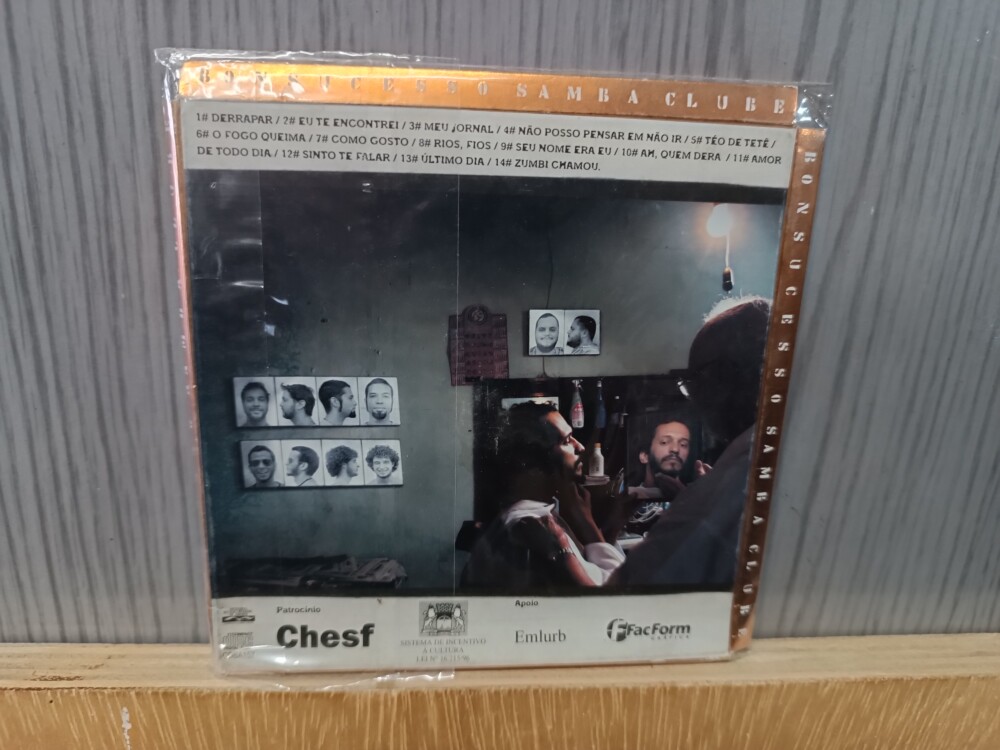 BONSUCESSO SAMBA CLUBE
1# DERRAPAR / 2# EU TE ENCONTREI / 3# MEU JORNAL / 4# NÃO POSSO PENSAR EM NÃO IR / 5# TÉO DE TETÊ /
6# O FOGO QUEIMA / 7# COMO GOSTO / 8# RIOS, FIOS / 9# SEU NOME ERA EU / 10# AH, QUEM DERA / 11# AMOR
DE TODO DIA / 12# SINTO TE FALAR / 13# ÚLTIMO DIA / 14# ZUMBI CHAMOU.
BONSUCESSO SAMBA CLUBE
Patrocínio
Chesf
SISTEMA DE INCENTIVO
À CULTURA
LEI Nº
Apoio
Emlurb
FacForm
GRÁFICA